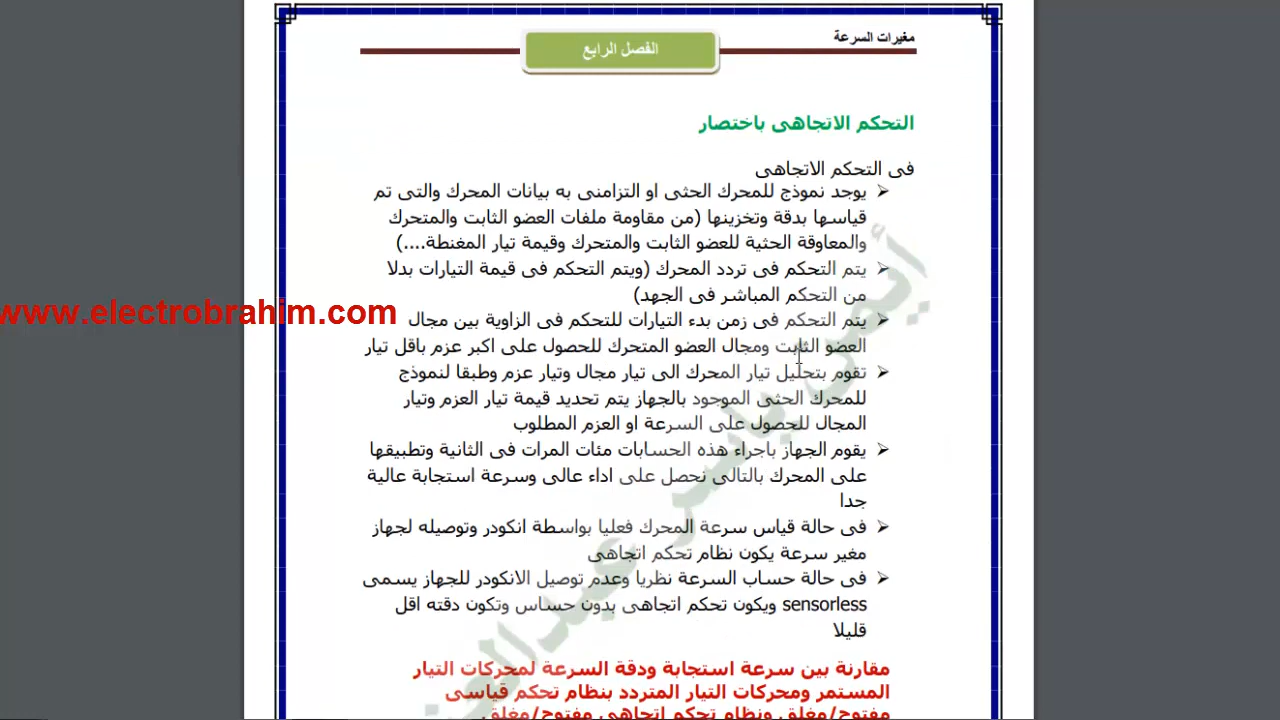 مغيرات السرعة
الفصل الرابع
التحكم الاتجاهى باختصار
فى التحكم الاتجاهى
يوجد نموذج للمحرك الحثى او التزامنى به بيانات المحرك والتى تم
قياسها بدقة وتخزينها (من مقاومة ملفات العضو الثابت والمتحرك
والمعاوقة الحثية للعضو الثابت والمتحرك وقيمة تيار المغنطة....)
يتم التحكم فى تردد المحرك (ويتم التحكم فى قيمة التيارات بدلا
من التحكم المباشر فى الجهد)
www.electrobrahim.com
يتم التحكم فى زمن بدء التيارات للتحكم فى الزاوية بين مجال
العضو الثابت ومجال العضو المتحرك للحصول على اكبر عزم باقل تيار
تقوم بتحليل تيار المحرك الى تيار مجال وتيار عزم وطبقا لنموذج
للمحرك الحثى الموجود بالجهاز يتم تحديد قيمة تيار العزم وتيار
المجال للحصول على السرعة او العزم المطلوب
يقوم الجهاز باجراء هذه الحسابات مئات المرات فى الثانية وتطبيقها
على المحرك بالتالى نحصل على اداء عالى وسرعة استجابة عالية
جدا
فى حالة قياس سرعة المحرك فعليا بواسطة انكودر وتوصيله لجهاز
مغير سرعة يكون نظام تحكم اتجاهى
فى حالة حساب السرعة نظريا وعدم توصيل الانكودر للجهاز يسمى
sensorless ويكون تحكم اتجاهى بدون حساس وتكون دقته اقل
قليلا
مقارنة بين سرعة استجابة ودقة السرعة لمحركات التيار
المستمر ومحركات التيار المتردد بنظام تحكم قياسى
مفتوح/مغلق ونظام تحكم اتجاهى مفتوح/مغلق
أيمن ياسر